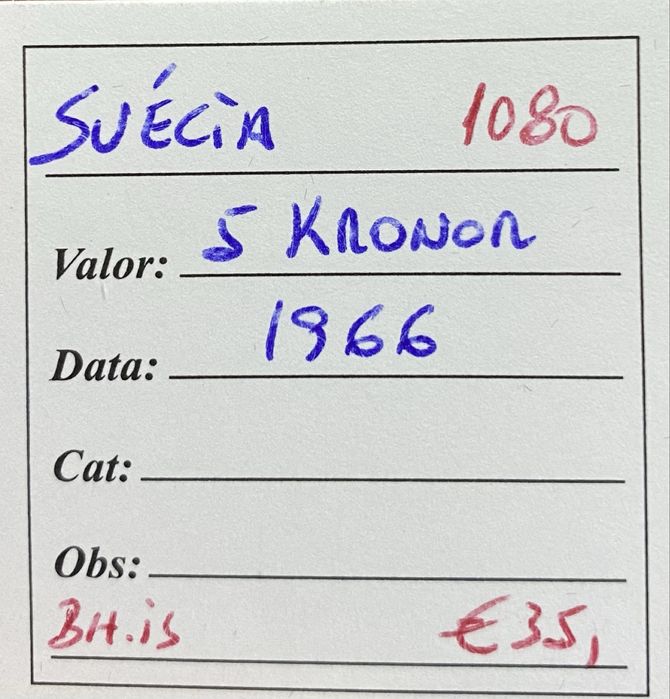 SUÉCIA 1080
Valor: 5 KRONOR
Data: 1966
Cat:
Obs:
BH.is €35,